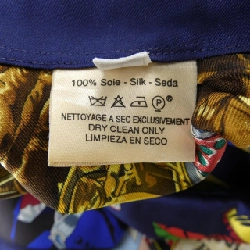 100% Soie - Silk - Seda
P
NETTOYAGE A SEC EXCLUSIVEMENT
DRY CLEAN ONLY
LIMPIEZA EN SECO